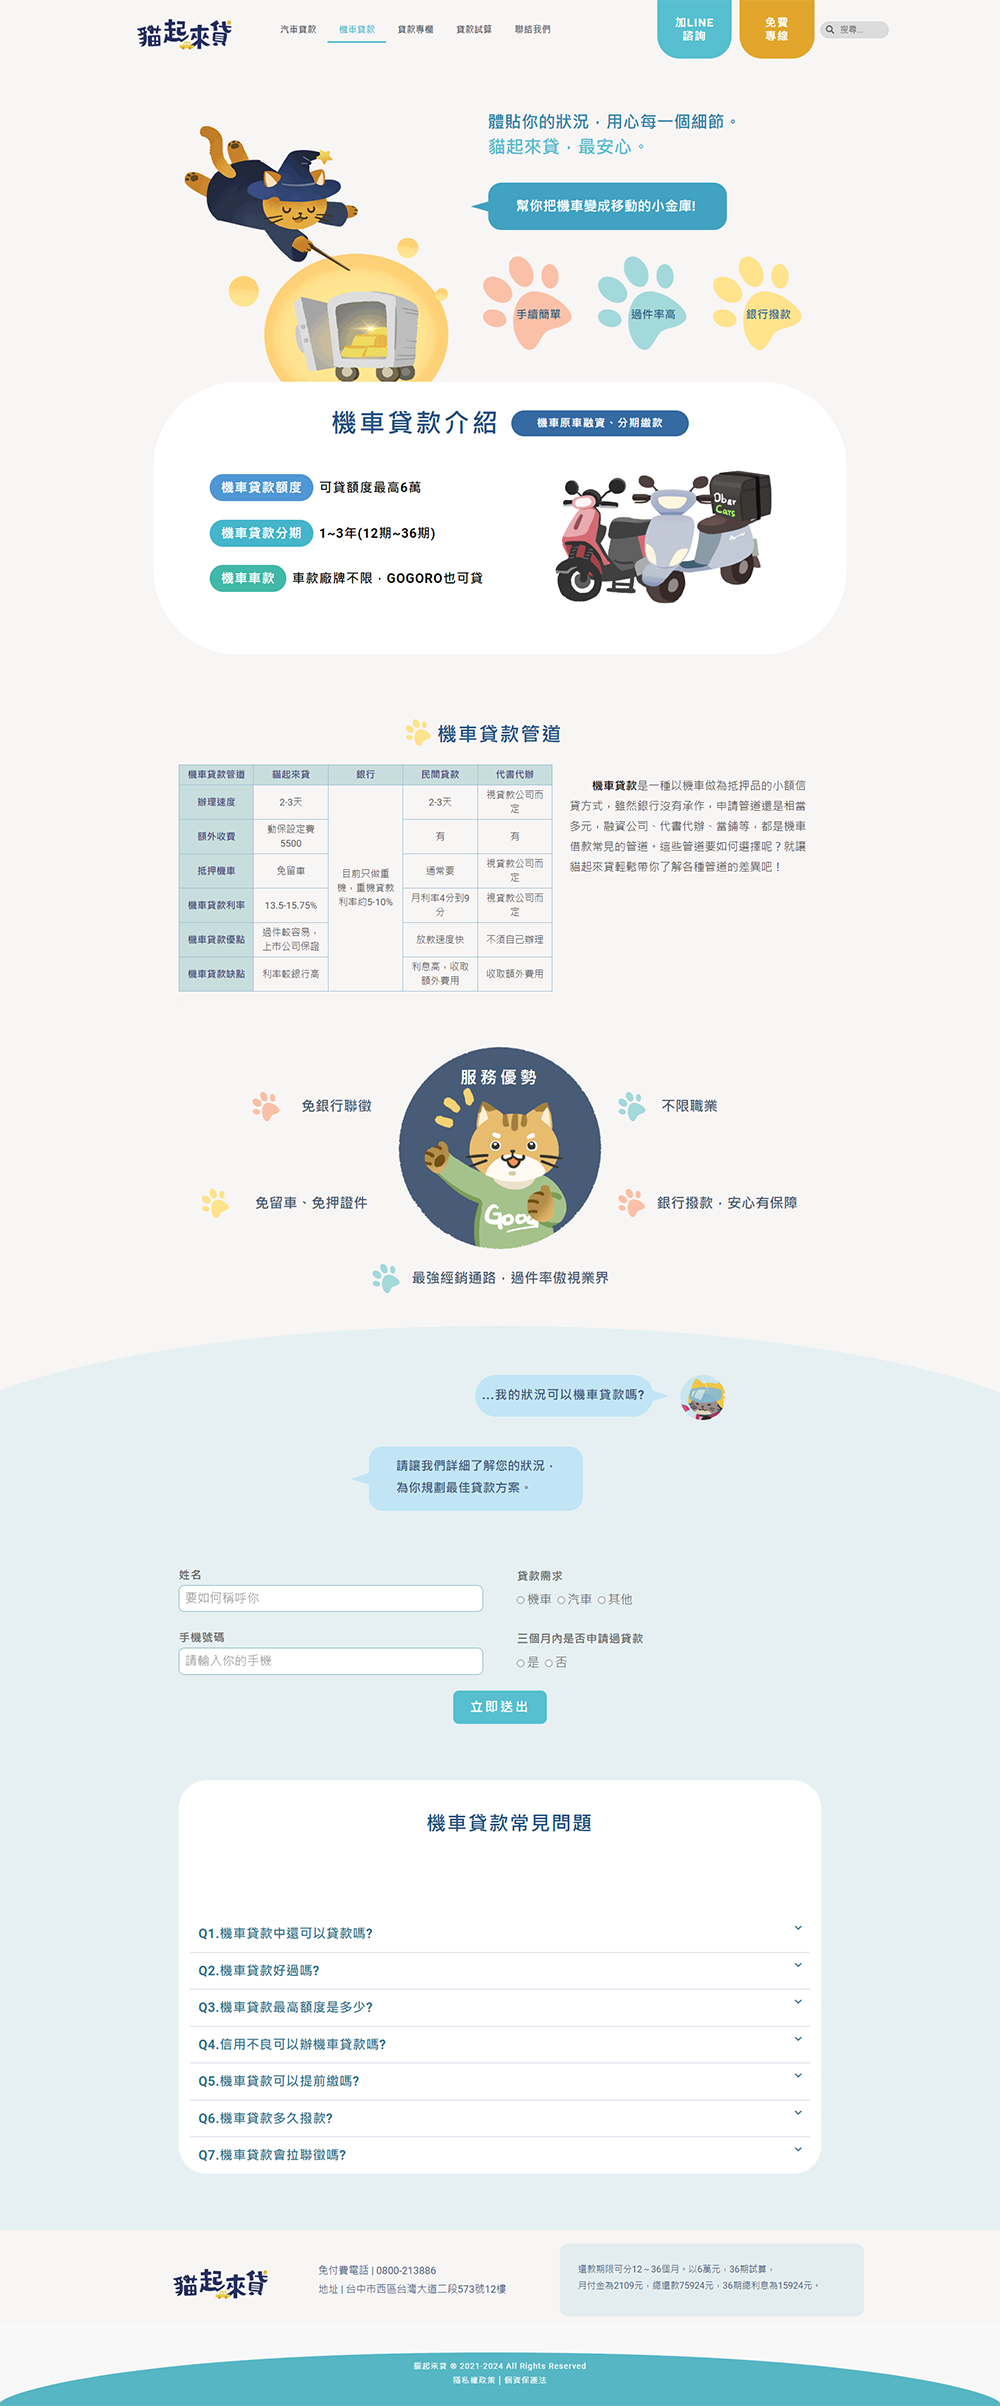 貓起來貸
汽車貸款 機車貸款 貸款專欄 貸款試算 聯絡我們
加LINE
諮詢
免費
專線
搜尋...
體貼你的狀況，用心每一個細節。
貓起來貸，最安心。
幫你把機車變成移動的小金庫!
手續簡單
過件率高
銀行撥款
機車貸款介紹
機車原車融資、分期繳款
機車貸款額度 可貸額度最高6萬
機車貸款分期 1~3年(12期~36期)
機車車款 車款廠牌不限，GOGORO也可貸
Obar
Cars
機車貸款管道
機車貸款管道 貓起來貸 銀行 民間貸款 代書代辦
辦理速度 2-3天 2-3天 視貸款公司而定
額外收費 動保設定費5500 有 有
抵押機車 免留車 目前只做重機，重機貸款利率約5-10% 通常要 視貸款公司而定
機車貸款利率 13.5-15.75% 月利率4分到9分 視貸款公司而定
機車貸款優點 過件較容易，上市公司保證 放款速度快 不須自己辦理
機車貸款缺點 利率較銀行高 利息高，收取額外費用 收取額外費用
機車貸款是一種以機車做為抵押品的小額信
貸方式，雖然銀行沒有承作，申請管道還是相當
多元，融資公司、代書代辦、當鋪等，都是機車
借款常見的管道。這些管道要如何選擇呢？就讓
貓起來貸輕鬆帶你了解各種管道的差異吧！
服務優勢
Good
免銀行聯徵
不限職業
免留車、免押證件
銀行撥款，安心有保障
最強經銷通路，過件率傲視業界
...我的狀況可以機車貸款嗎?
請讓我們詳細了解您的狀況，
為你規劃最佳貸款方案。
姓名
要如何稱呼你
貸款需求
機車 汽車 其他
手機號碼
請輸入你的手機
三個月內是否申請過貸款
是 否
立即送出
機車貸款常見問題
Q1.機車貸款中還可以貸款嗎?
Q2.機車貸款好過嗎?
Q3.機車貸款最高額度是多少?
Q4.信用不良可以辦機車貸款嗎?
Q5.機車貸款可以提前繳嗎?
Q6.機車貸款多久撥款?
Q7.機車貸款會拉聯徵嗎?
貓起來貸
免付費電話 | 0800-213886
地址 | 台中市西區台灣大道二段573號12樓
還款期限可分12～36個月。以6萬元，36期試算，
月付金為2109元，總還款75924元，36期總利息為15924元。
貓起來貸 ® 2021-2024 All Rights Reserved
隱私權政策 | 個資保護法